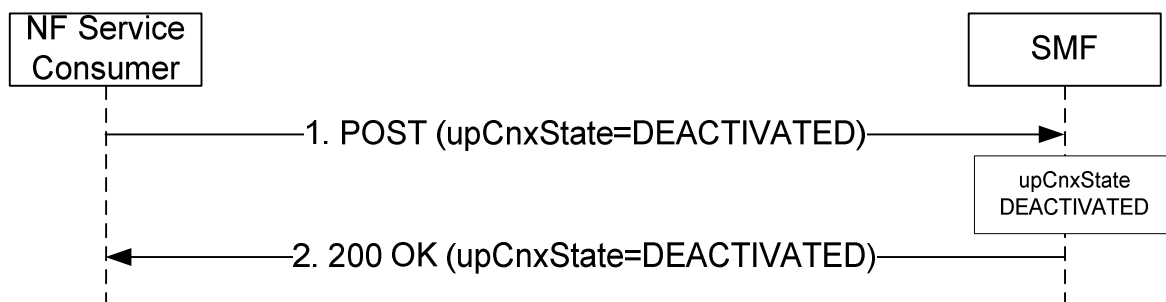 NF Service
Consumer
SMF
1. POST (upCnxState=DEACTIVATED)
upCnxState
DEACTIVATED
2. 200 OK (upCnxState=DEACTIVATED)